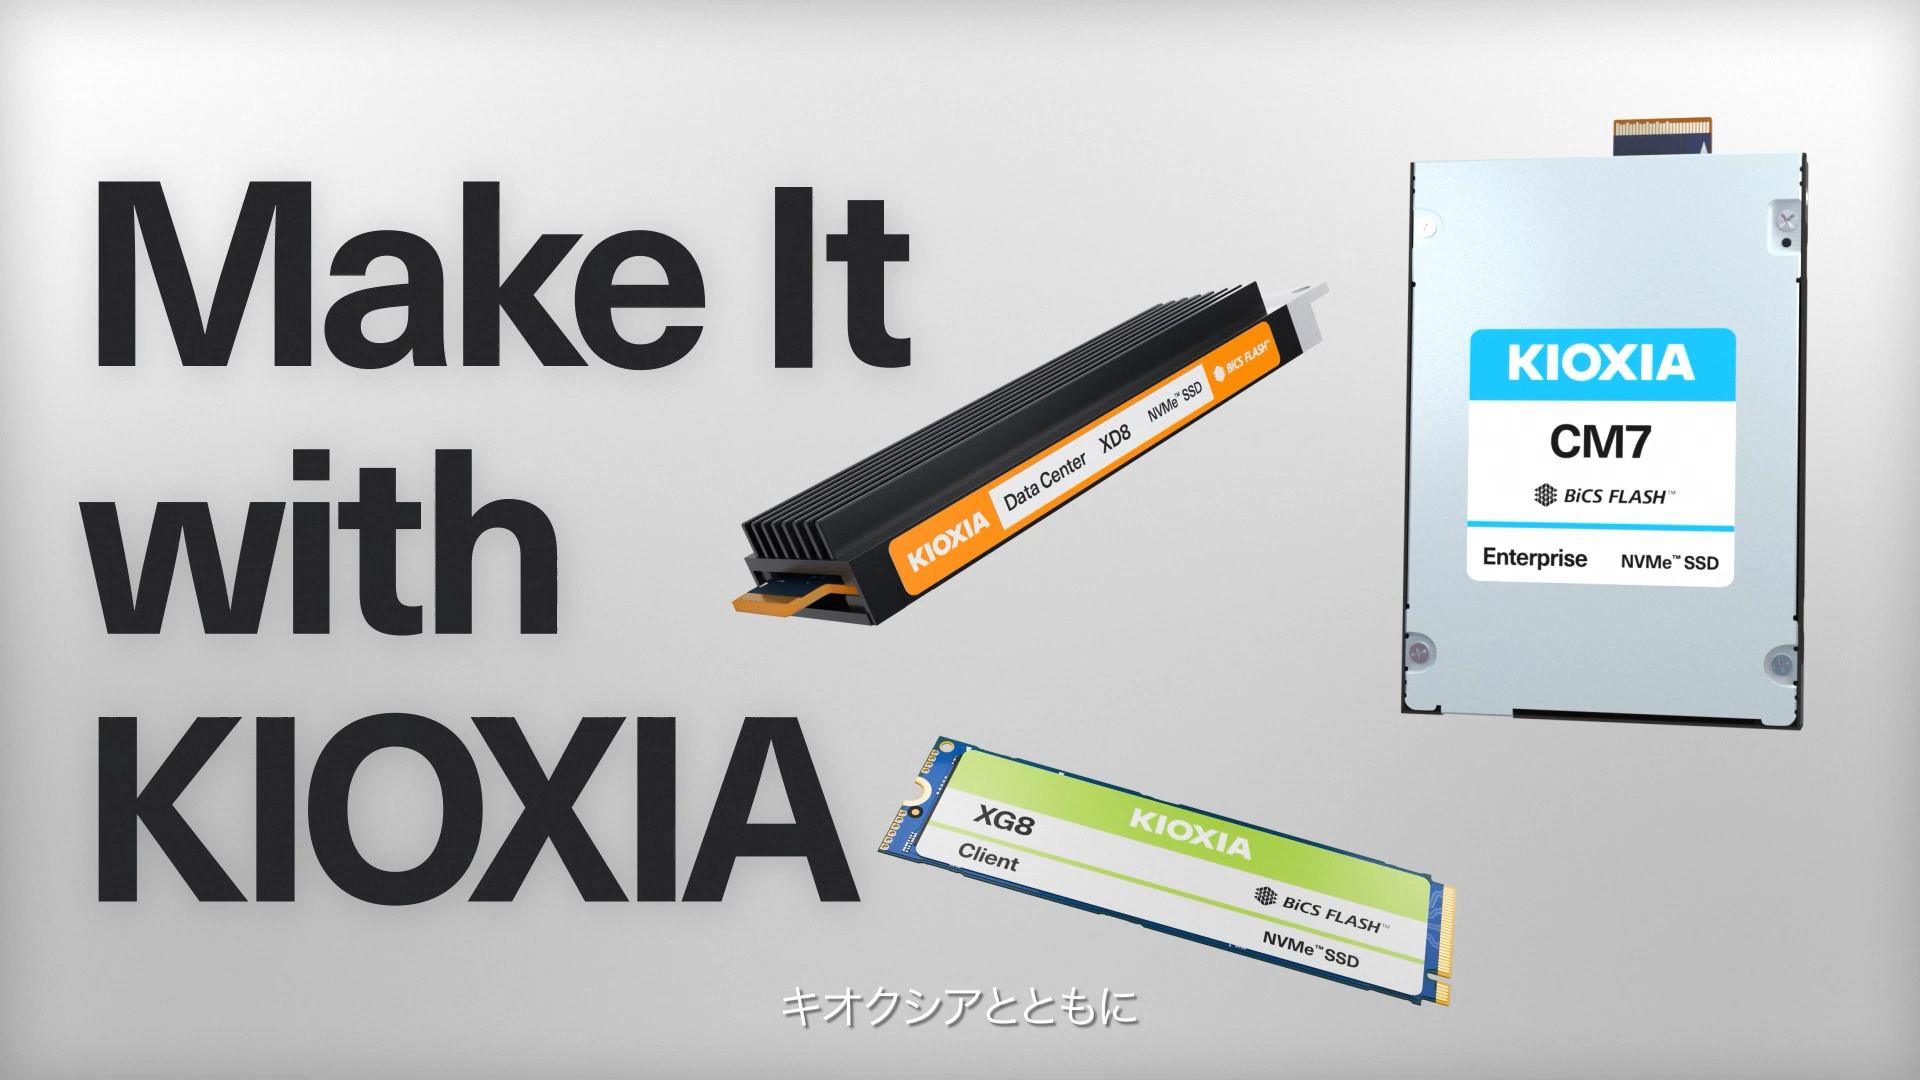 Make It
with
KIOXIA
KIOXIA Data Center XD8 NVMe™ SSD BiCS FLASH™
KIOXIA
CM7
BiCS FLASH™
Enterprise NVMe™ SSD
KIOXIA
XG8
Client
BiCS FLASH™
NVMe™ SSD
キオクシアとともに